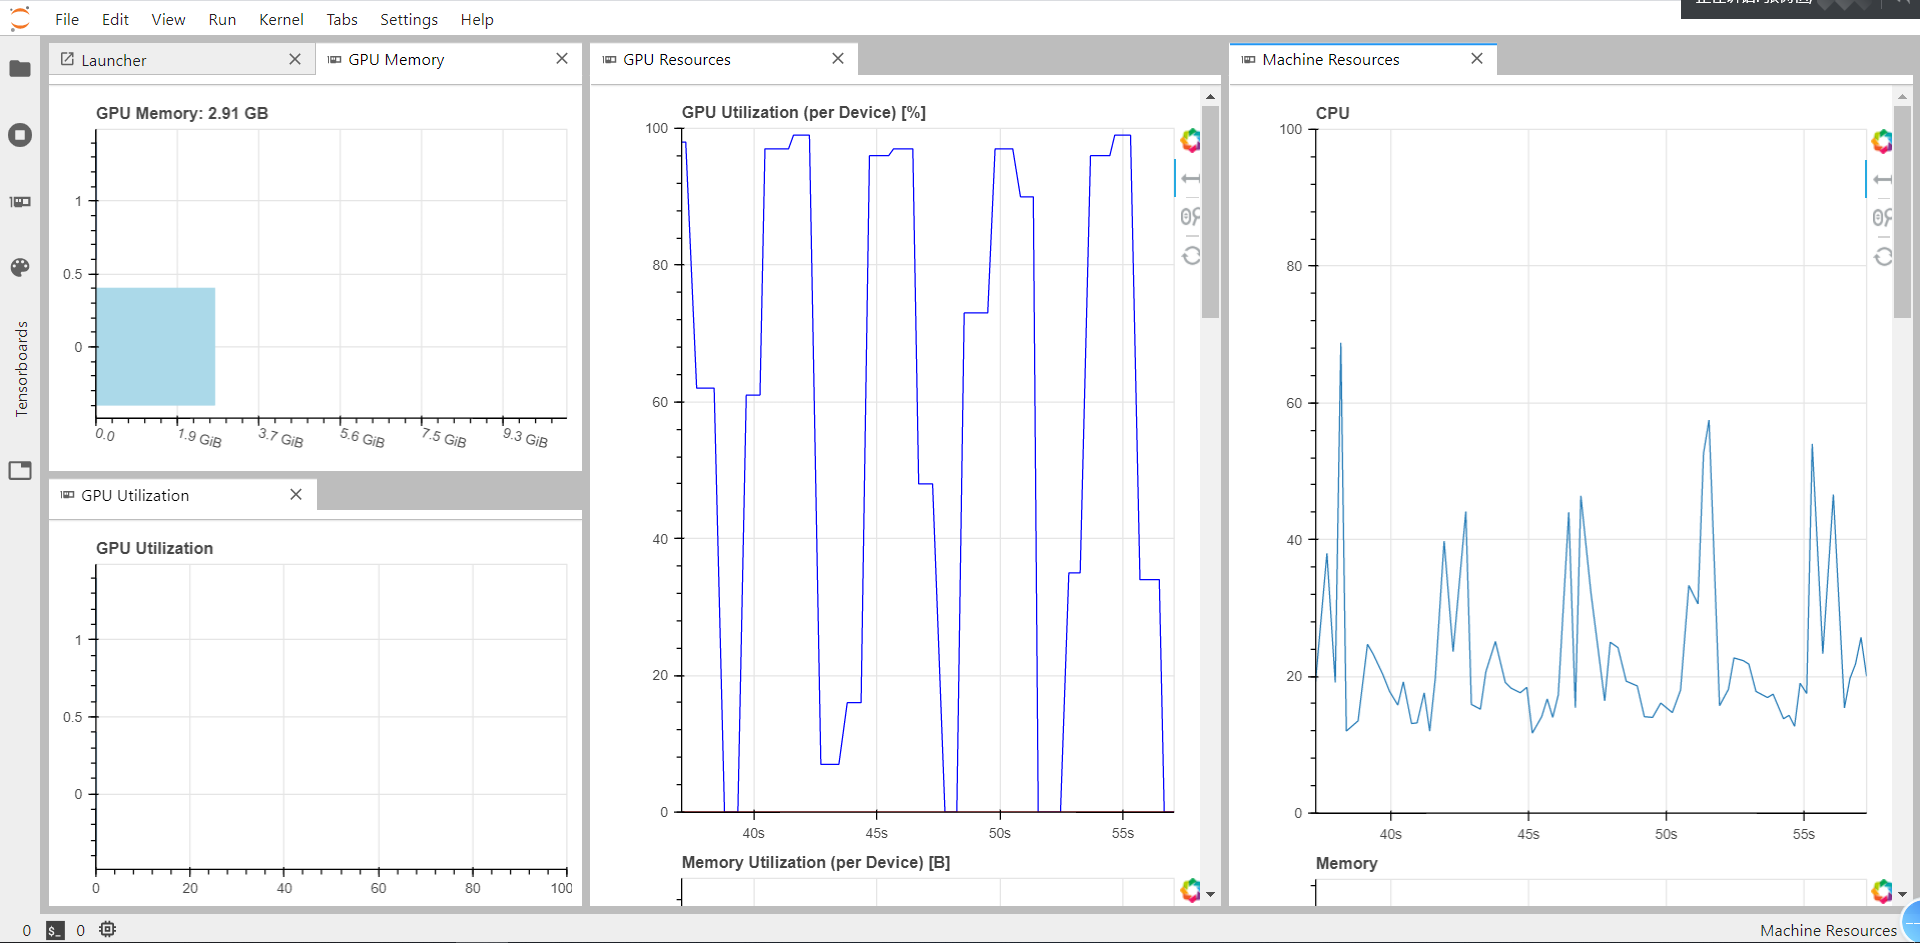 File Edit View Run Kernel Tabs Settings Help
Launcher
GPU Memory
GPU Resources
Machine Resources
GPU Memory: 2.91 GB
1
0.5
0
0.0 1.9 GiB 3.7 GiB 5.6 GiB 7.5 GiB 9.3 GiB
Tensorboards
GPU Utilization
GPU Utilization
1
0.5
0
0 20 40 60 80 100
GPU Utilization (per Device) [%]
100
80
60
40
20
0
40s 45s 50s 55s
Memory Utilization (per Device) [B]
CPU
100
80
60
40
20
0
40s 45s 50s 55s
Memory
0 $_ 0
Machine Resources